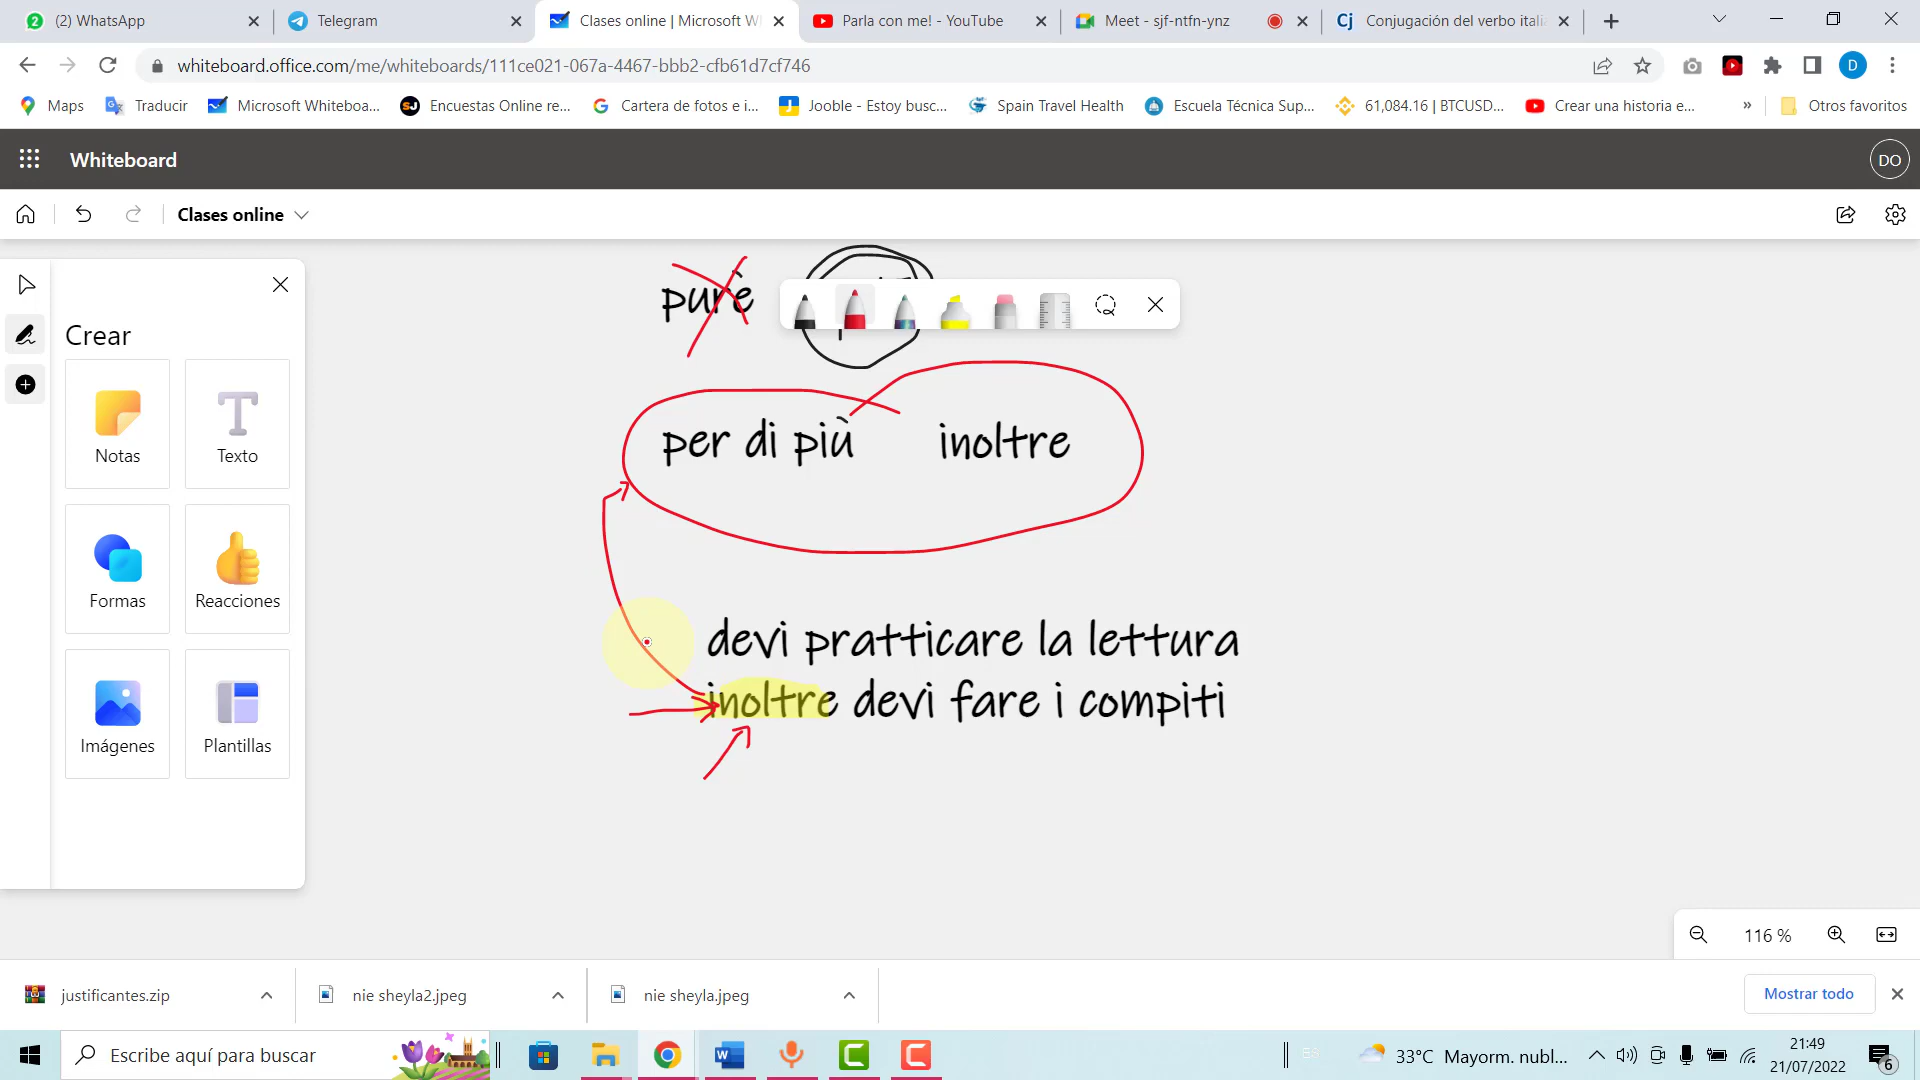 (2) WhatsApp
Telegram
Clases online | Microsoft W
Parla con me! - YouTube
Meet - sjf-ntfn-ynz
Cj Conjugación del verbo itali
whiteboard.office.com/me/whiteboards/111ce021-067a-4467-bbb2-cfb61d7cf746
D
Maps
Traducir
Microsoft Whiteboa...
SJ Encuestas Online re...
Cartera de fotos e i...
Jooble - Estoy busc...
Spain Travel Health
Escuela Técnica Sup...
61,084.16 | BTCUSD...
Crear una historia e...
»
Otros favoritos
Whiteboard
DO
Clases online
Crear
Notas
Texto
Formas
Reacciones
Imágenes
Plantillas
purè
per di più inoltre
devi pratticare la lettura
inoltre devi fare i compiti
116 %
justificantes.zip
nie sheyla2.jpeg
nie sheyla.jpeg
Mostrar todo
Escribe aquí para buscar
33°C Mayorm. nubl...
21:49
21/07/2022
6